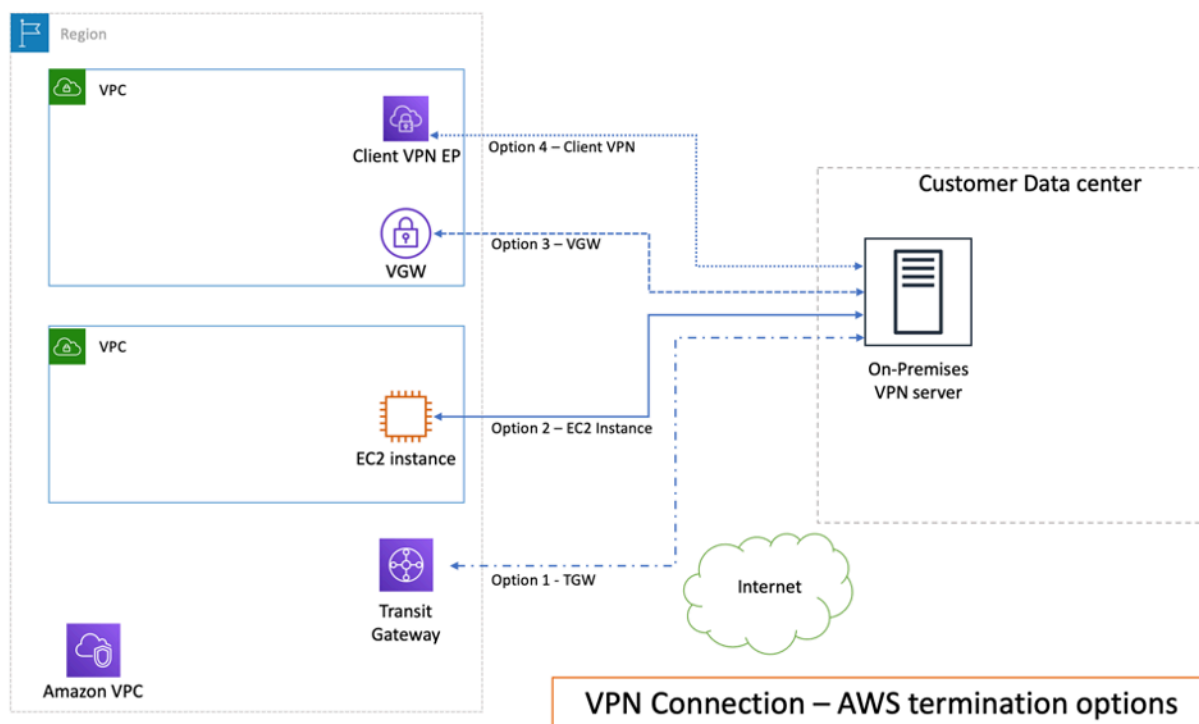 Region
VPC
Client VPN EP
Option 4 – Client VPN
Customer Data center
Option 3 – VGW
VGW
VPC
On-Premises
VPN server
Option 2 – EC2 Instance
EC2 instance
Option 1 - TGW
Internet
Transit
Gateway
Amazon VPC
VPN Connection – AWS termination options